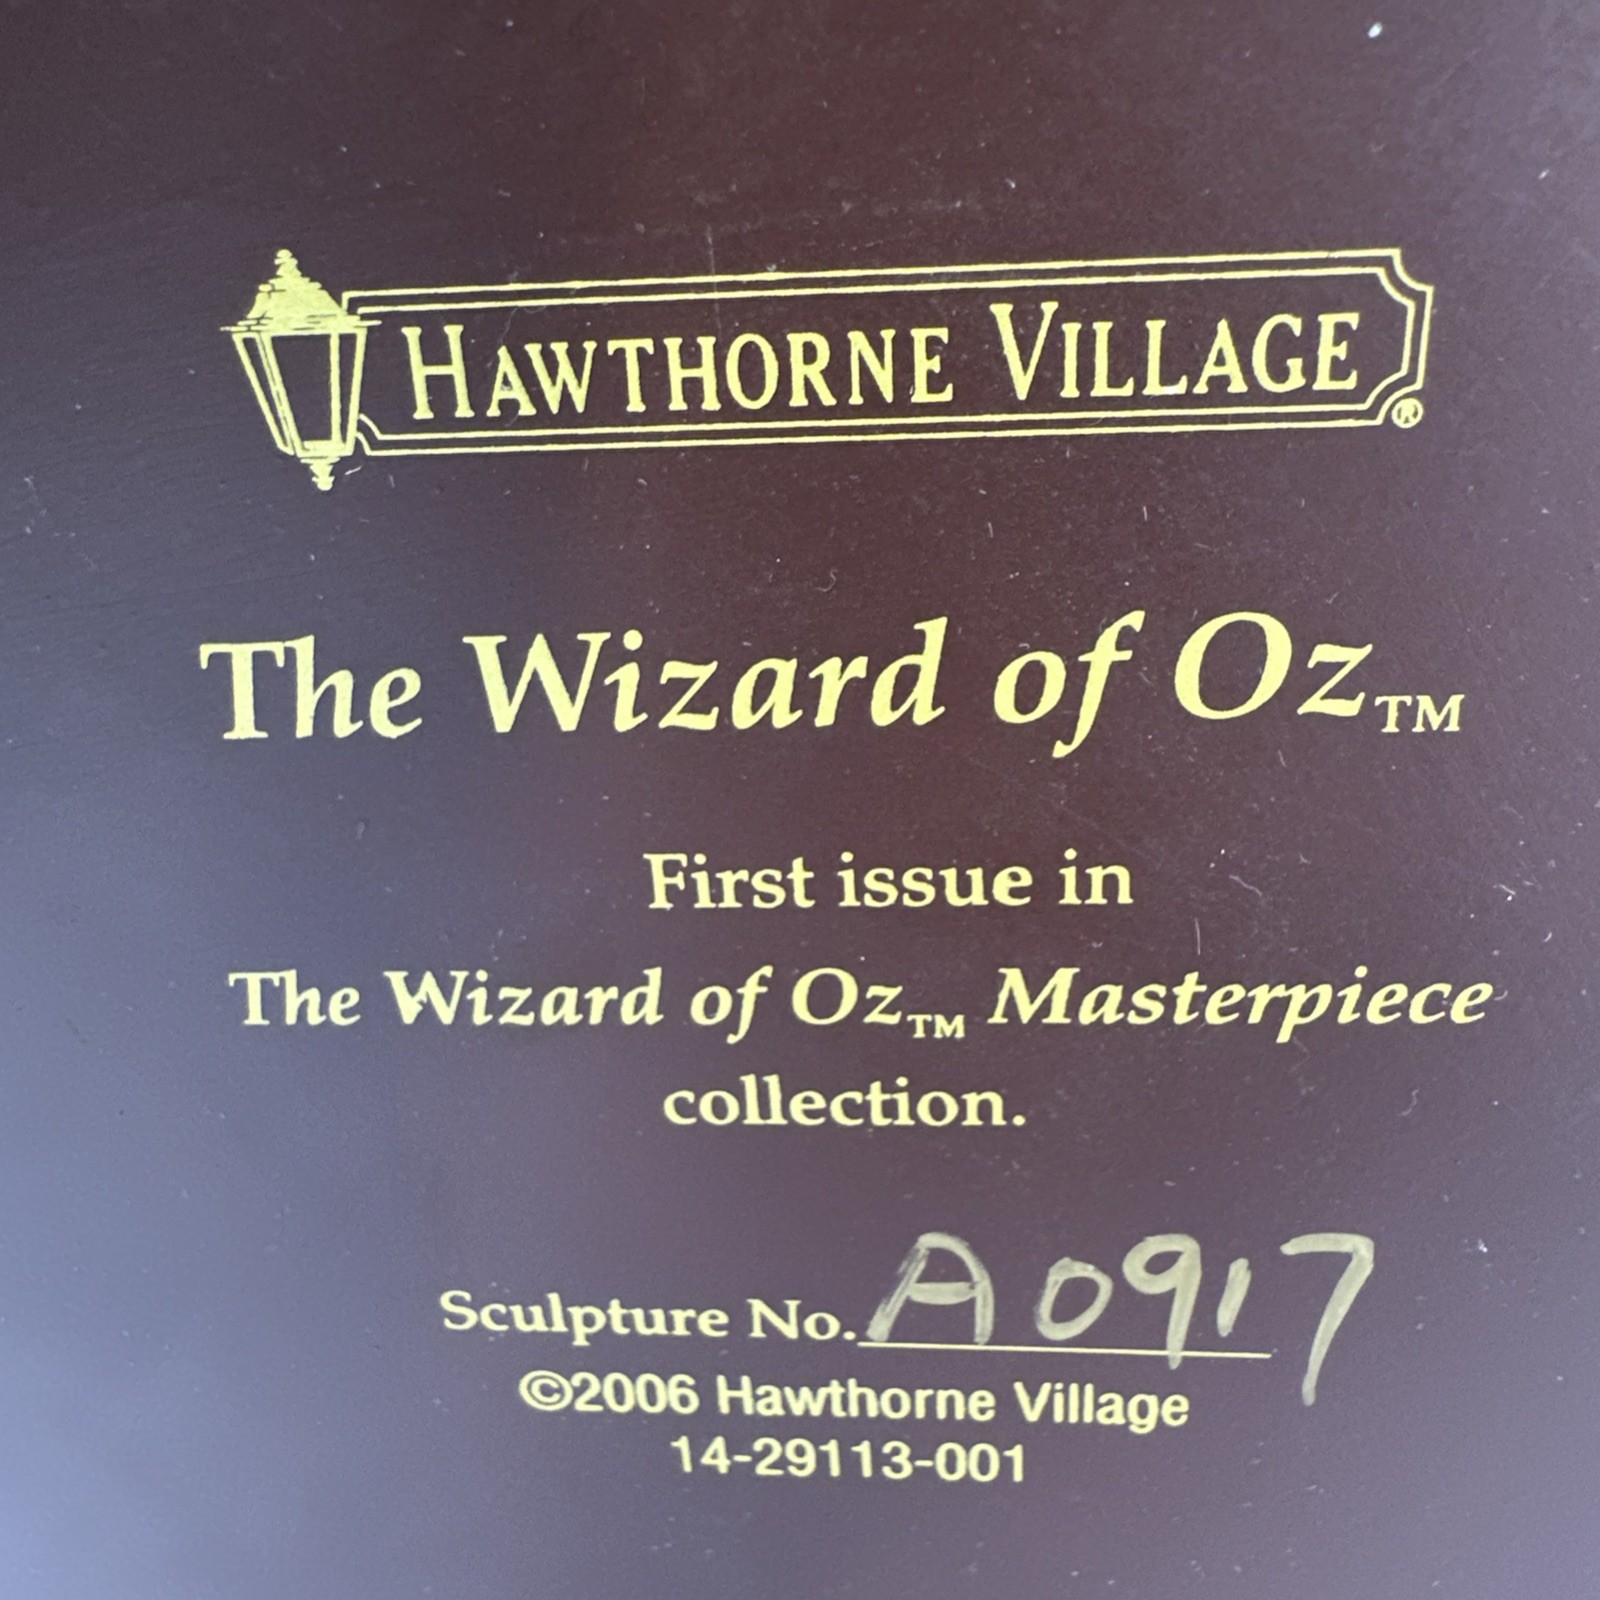 HAWTHORNE VILLAGE®
The Wizard of Oz™
First issue in
The Wizard of Oz™ Masterpiece
collection.
Sculpture No. A0917
©2006 Hawthorne Village
14-29113-001